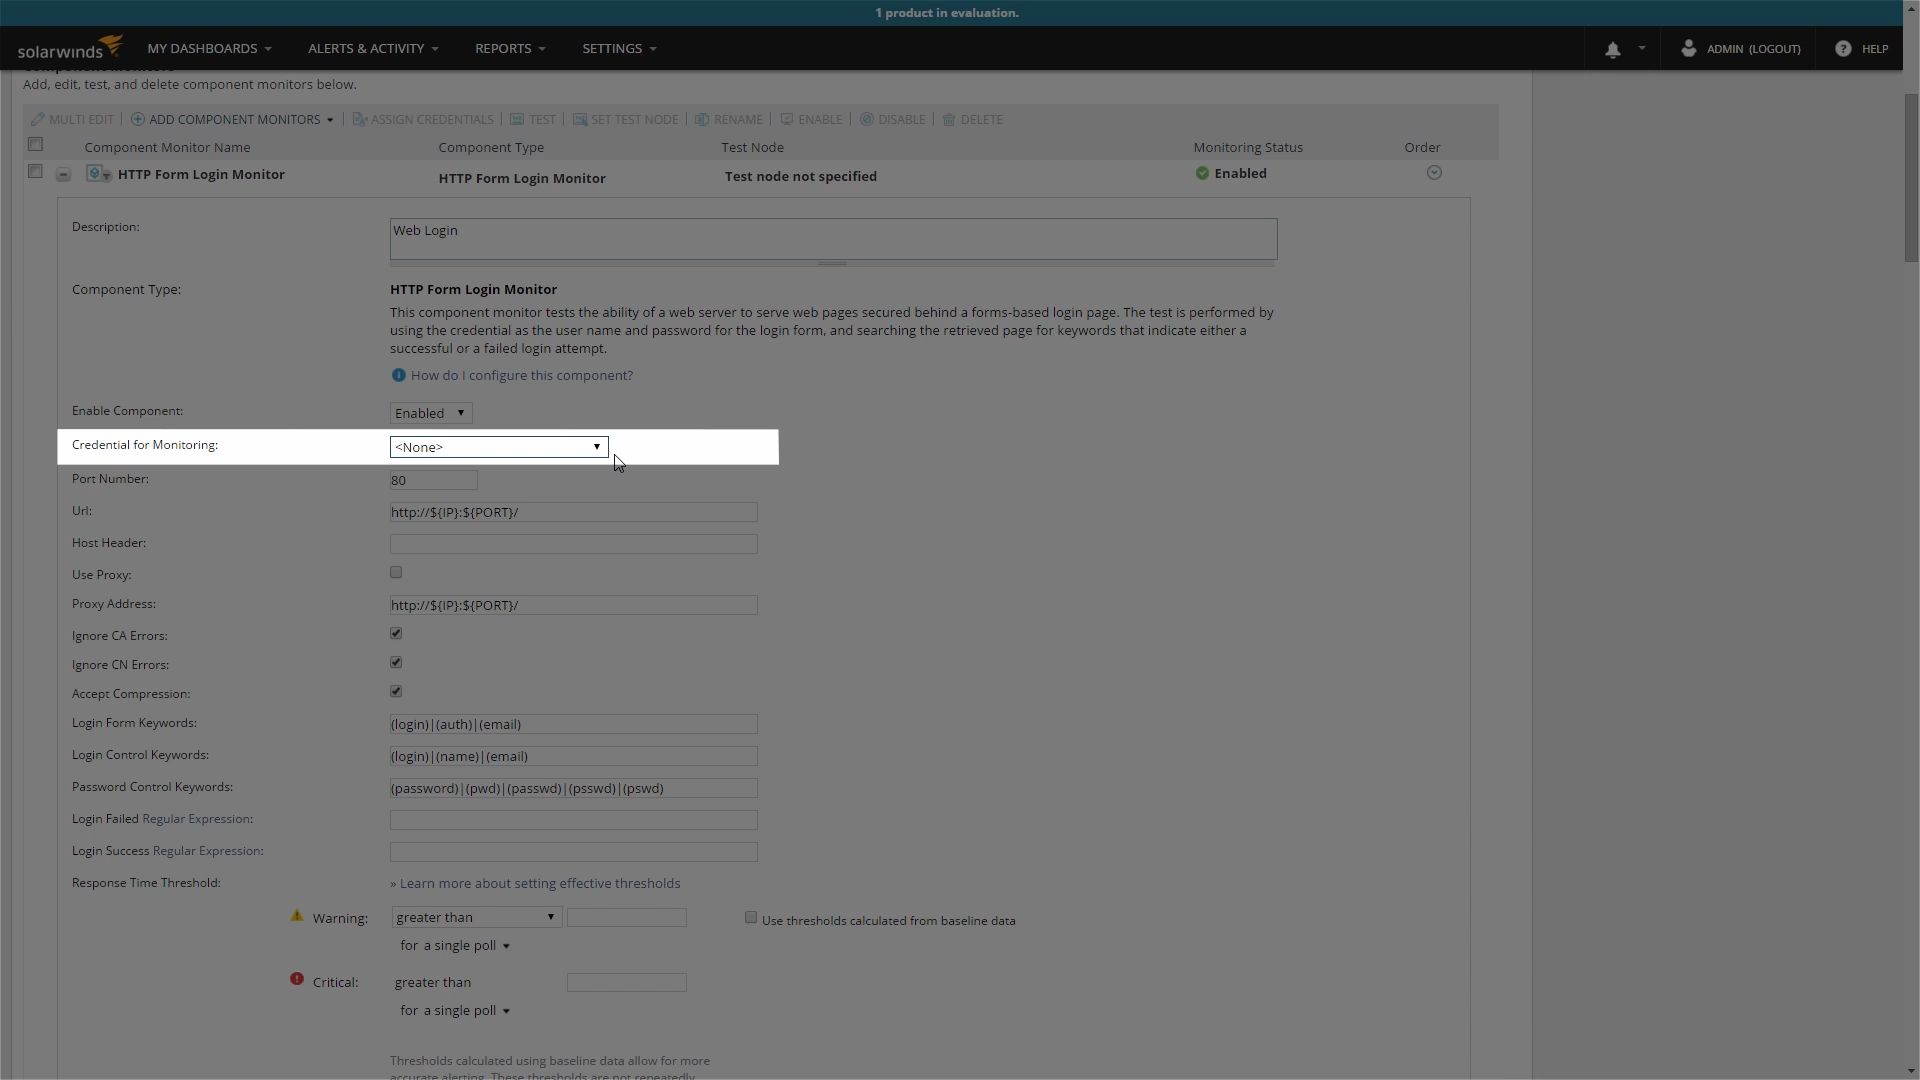 1 product in evaluation.
solarwinds MY DASHBOARDS ALERTS & ACTIVITY REPORTS SETTINGS ADMIN (LOGOUT) ? HELP
Add, edit, test, and delete component monitors below.
MULTI EDIT ADD COMPONENT MONITORS ASSIGN CREDENTIALS TEST SET TEST NODE RENAME ENABLE DISABLE DELETE
Component Monitor Name Component Type Test Node Monitoring Status Order
HTTP Form Login Monitor HTTP Form Login Monitor Test node not specified Enabled
Description: Web Login
Component Type: HTTP Form Login Monitor
This component monitor tests the ability of a web server to serve web pages secured behind a forms-based login page. The test is performed by
using the credential as the user name and password for the login form, and searching the retrieved page for keywords that indicate either a
successful or a failed login attempt.
How do I configure this component?
Enable Component: Enabled
Credential for Monitoring: <None>
Port Number: 80
Url: http://${IP}:${PORT}/
Host Header:
Use Proxy:
Proxy Address: http://${IP}:${PORT}/
Ignore CA Errors:
Ignore CN Errors:
Accept Compression:
Login Form Keywords: (login)|(auth)|(email)
Login Control Keywords: (login)|(name)|(email)
Password Control Keywords: (password)|(pwd)|(passwd)|(psswd)|(pswd)
Login Failed Regular Expression:
Login Success Regular Expression:
Response Time Threshold: » Learn more about setting effective thresholds
Warning: greater than Use thresholds calculated from baseline data
for a single poll
Critical: greater than
for a single poll
Thresholds calculated using baseline data allow for more
accurate alerting. These thresholds are not repeatedly